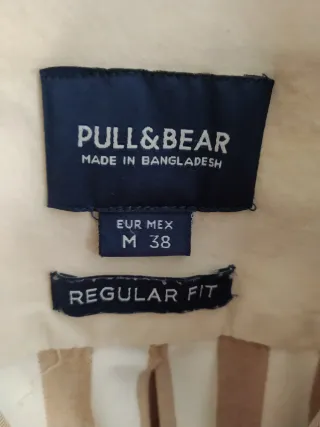 PULL&BEAR
MADE IN BANGLADESH
EUR MEX
M 38
REGULAR FIT